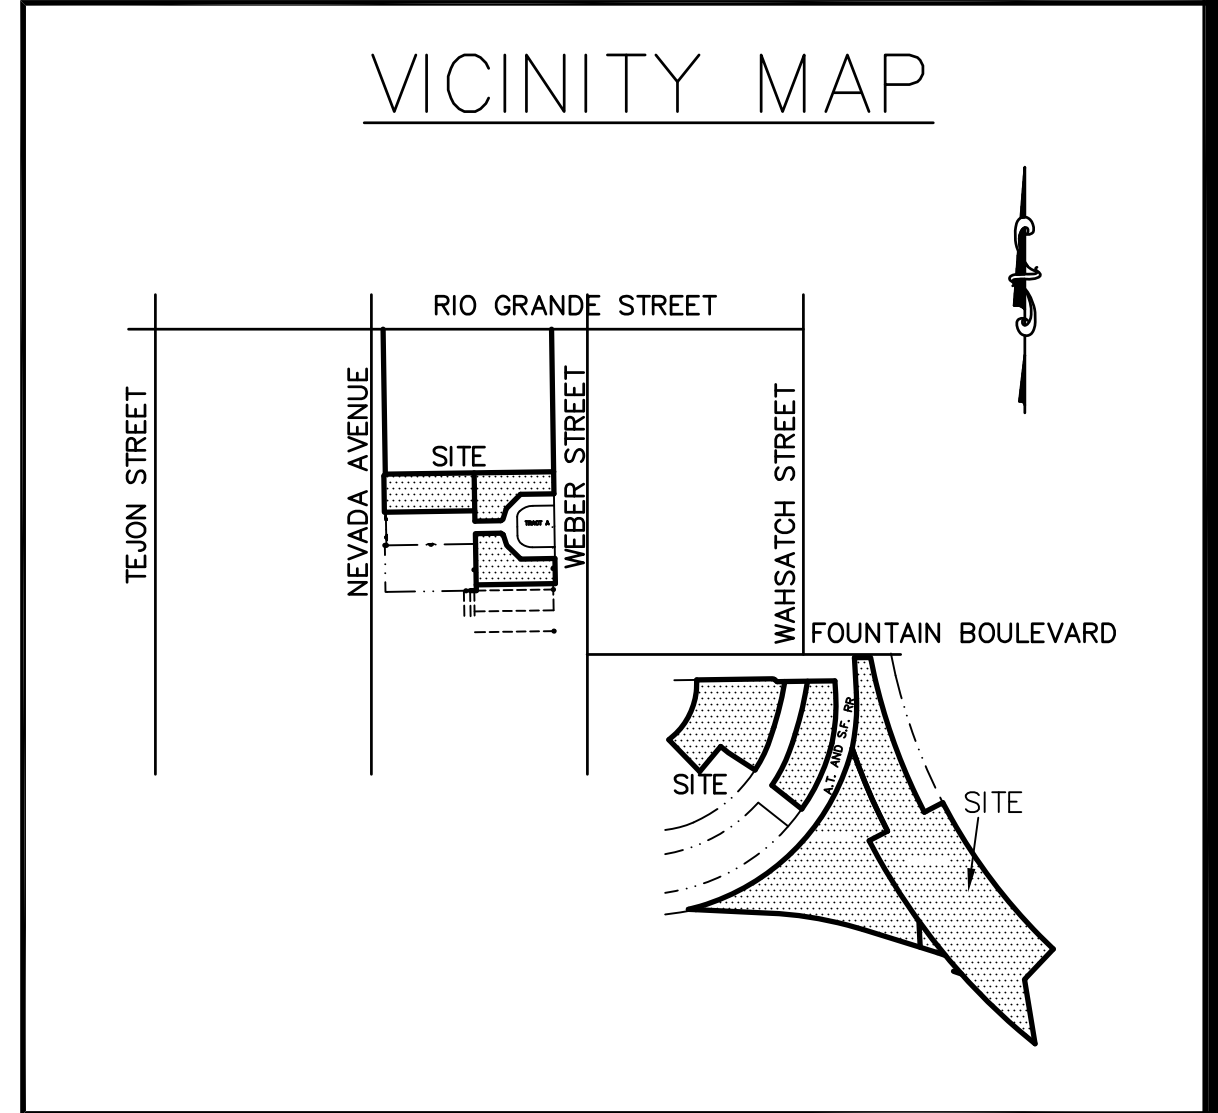 VICINITY MAP
RIO GRANDE STREET
TEJON STREET
NEVADA AVENUE
SITE
WEBER STREET
WAHSATCH STREET
TRACT A
FOUNTAIN BOULEVARD
A.T. AND S.F. RR
SITE
SITE